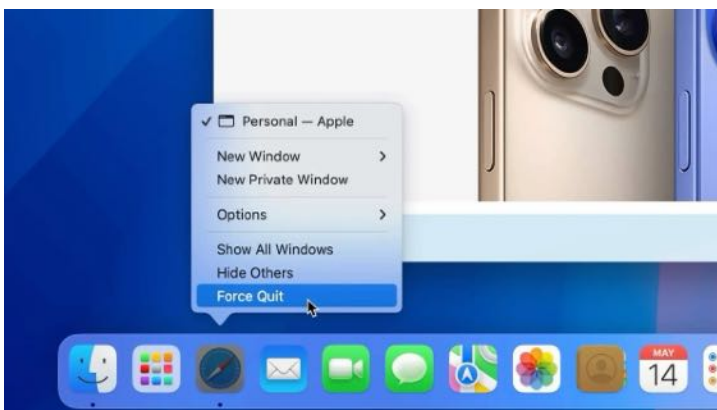 Personal — Apple
New Window
New Private Window
Options
Show All Windows
Hide Others
Force Quit
MAY
14